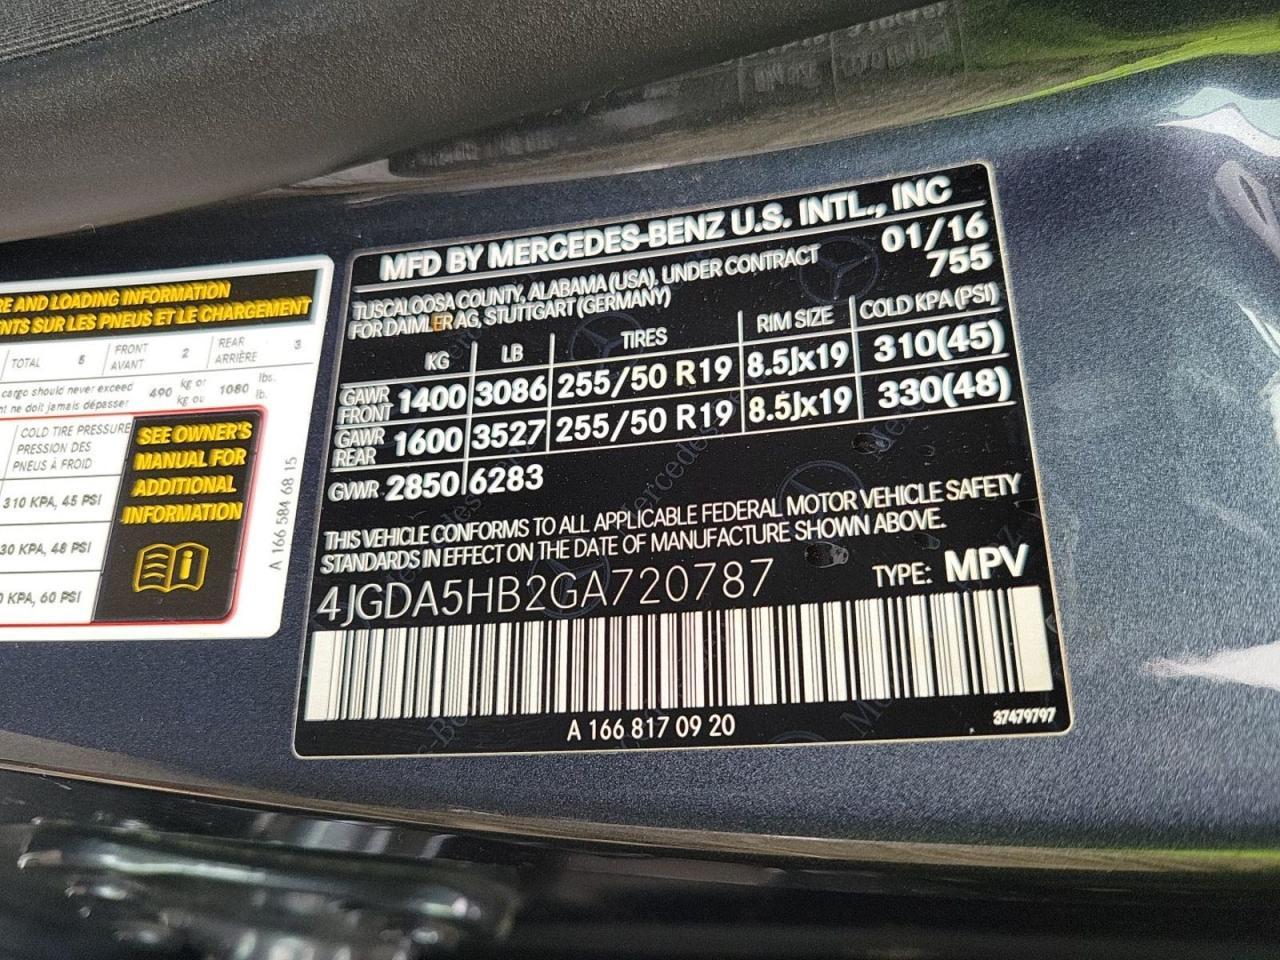 RE AND LOADING INFORMATION
ENTS SUR LES PNEUS ET LE CHARGEMENT
TOTAL 5 FRONT AVANT 2 REAR ARRIÈRE 3
cargo should never exceed
nt ne doit jamais dépasser
490 kg or kg ou 1080 lbs. lb.
COLD TIRE PRESSURE
PRESSION DES
PNEUS À FROID
310 KPA, 45 PSI
30 KPA, 48 PSI
0 KPA, 60 PSI
SEE OWNER'S
MANUAL FOR
ADDITIONAL
INFORMATION
A 166 584 68 15
MFD BY MERCEDES-BENZ U.S. INTL., INC
TUSCALOOSA COUNTY, ALABAMA (USA), UNDER CONTRACT
FOR DAIMLER AG, STUTTGART (GERMANY)
01/16
755
KG LB TIRES RIM SIZE COLD KPA (PSI)
GAWR FRONT 1400 3086 255/50 R19 8.5Jx19 310(45)
GAWR REAR 1600 3527 255/50 R19 8.5Jx19 330(48)
GVWR 2850 6283
THIS VEHICLE CONFORMS TO ALL APPLICABLE FEDERAL MOTOR VEHICLE SAFETY
STANDARDS IN EFFECT ON THE DATE OF MANUFACTURE SHOWN ABOVE.
4JGDA5HB2GA720787 TYPE: MPV
A 166 817 09 20
37479797